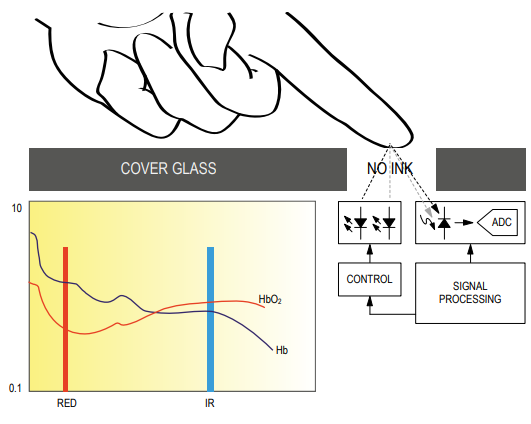 COVER GLASS
NO INK
10
HbO₂
Hb
0.1
RED
IR
ADC
CONTROL
SIGNAL
PROCESSING